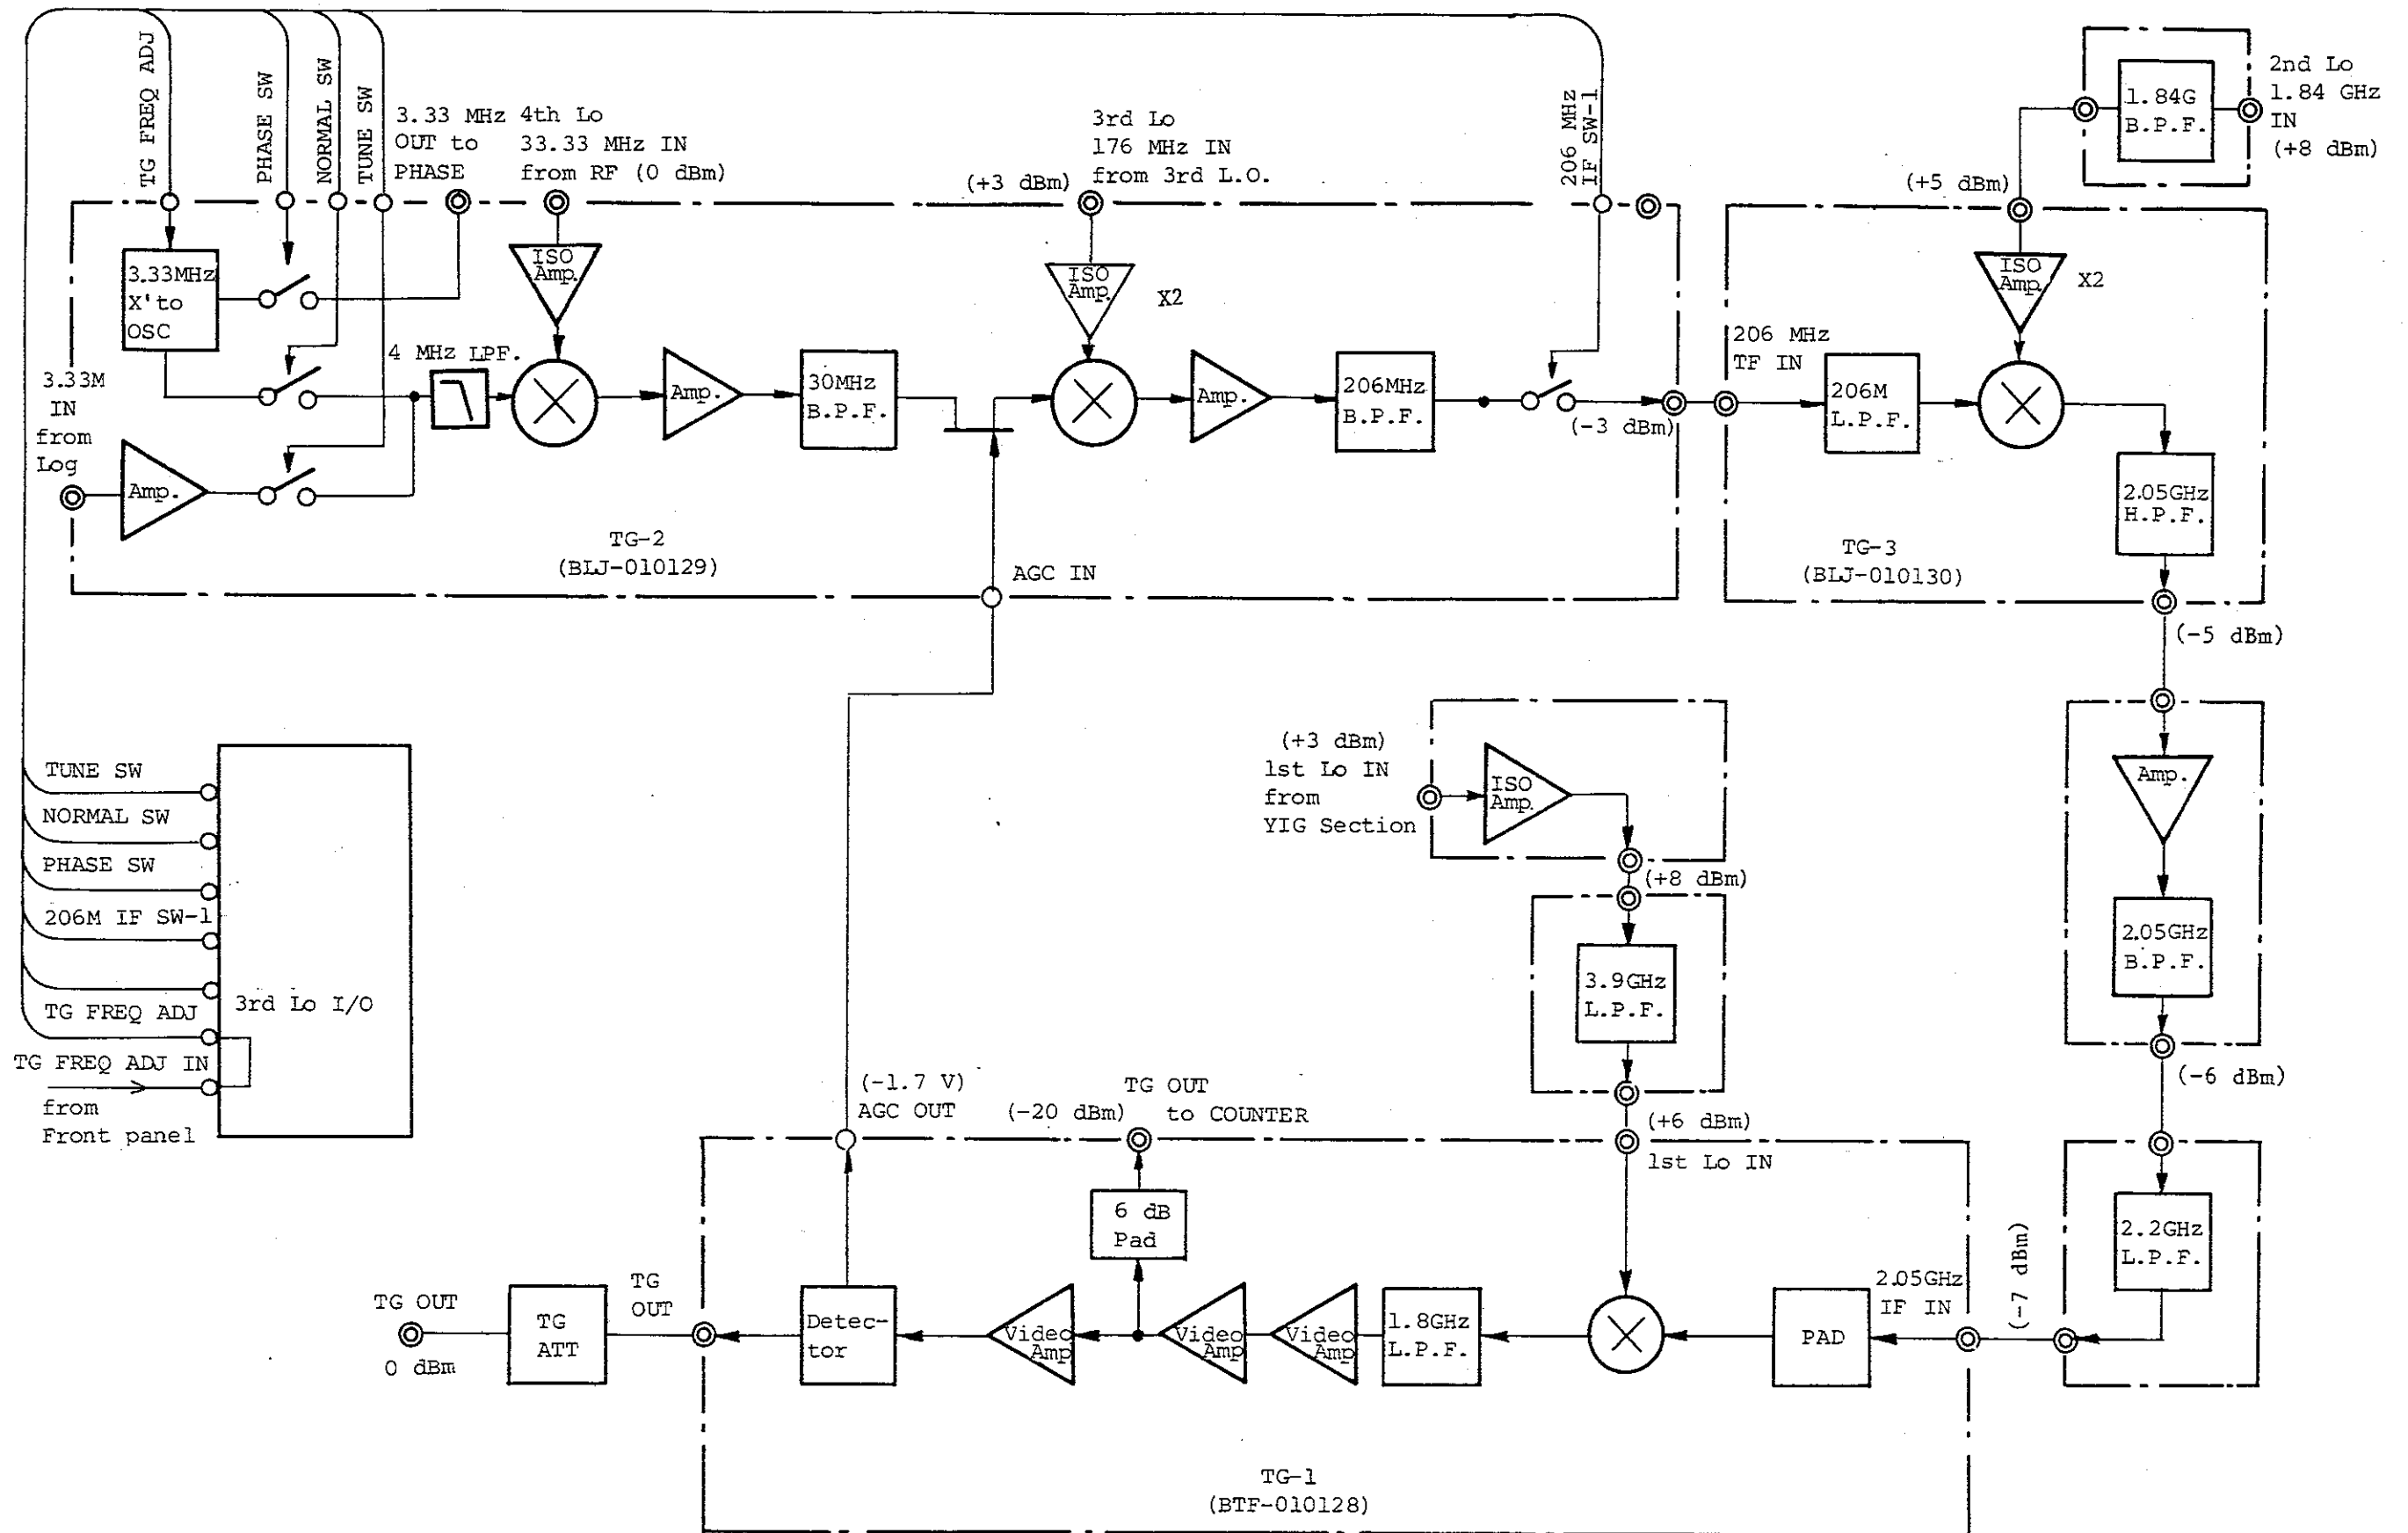 TG FREQ ADJ
PHASE SW
NORMAL SW
TUNE SW
3.33 MHz
OUT to
PHASE
4th Lo
33.33 MHz IN
from RF (0 dBm)
(+3 dBm)
3rd Lo
176 MHz IN
from 3rd L.O.
206 MHz
IF SW-1
1.84G
B.P.F.
2nd Lo
1.84 GHz
IN
(+8 dBm)
(+5 dBm)
3.33MHz
X'to
OSC
ISO
Amp.
ISO
Amp.
X2
ISO
Amp.
X2
4 MHz LPF.
3.33M
IN
from
Log
Amp.
Amp.
30MHz
B.P.F.
Amp.
206MHz
B.P.F.
(-3 dBm)
206 MHz
TF IN
206M
L.P.F.
2.05GHz
H.P.F.
TG-2
(BLJ-010129)
AGC IN
TG-3
(BLJ-010130)
(-5 dBm)
TUNE SW
NORMAL SW
PHASE SW
206M IF SW-1
TG FREQ ADJ
TG FREQ ADJ IN
from
Front panel
3rd Lo I/O
(+3 dBm)
1st Lo IN
from
YIG Section
ISO
Amp.
(+8 dBm)
3.9GHz
L.P.F.
(+6 dBm)
1st Lo IN
Amp.
2.05GHz
B.P.F.
(-6 dBm)
2.2GHz
L.P.F.
(-7 dBm)
(-1.7 V)
AGC OUT
(-20 dBm)
TG OUT
to COUNTER
6 dB
Pad
TG OUT
0 dBm
TG
ATT
TG
OUT
Detec-
tor
Video
Amp
Video
Amp
Video
Amp
1.8GHz
L.P.F.
PAD
2.05GHz
IF IN
TG-1
(BTF-010128)